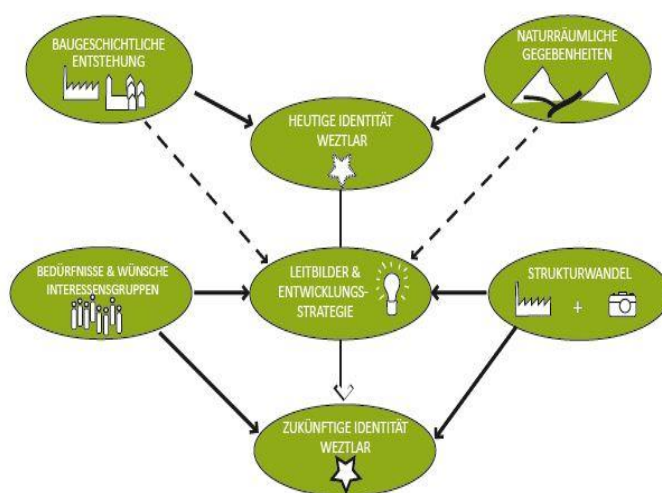 BAUGESCHICHTLICHE
ENTSTEHUNG
NATURRÄUMLICHE
GEGEBENHEITEN
HEUTIGE IDENTITÄT
WEZTLAR
BEDÜRFNISSE & WÜNSCHE
INTERESSENSGRUPPEN
LEITBILDER &
ENTWICKLUNGS-
STRATEGIE
STRUKTURWANDEL
+
ZUKÜNFTIGE IDENTITÄT
WEZTLAR